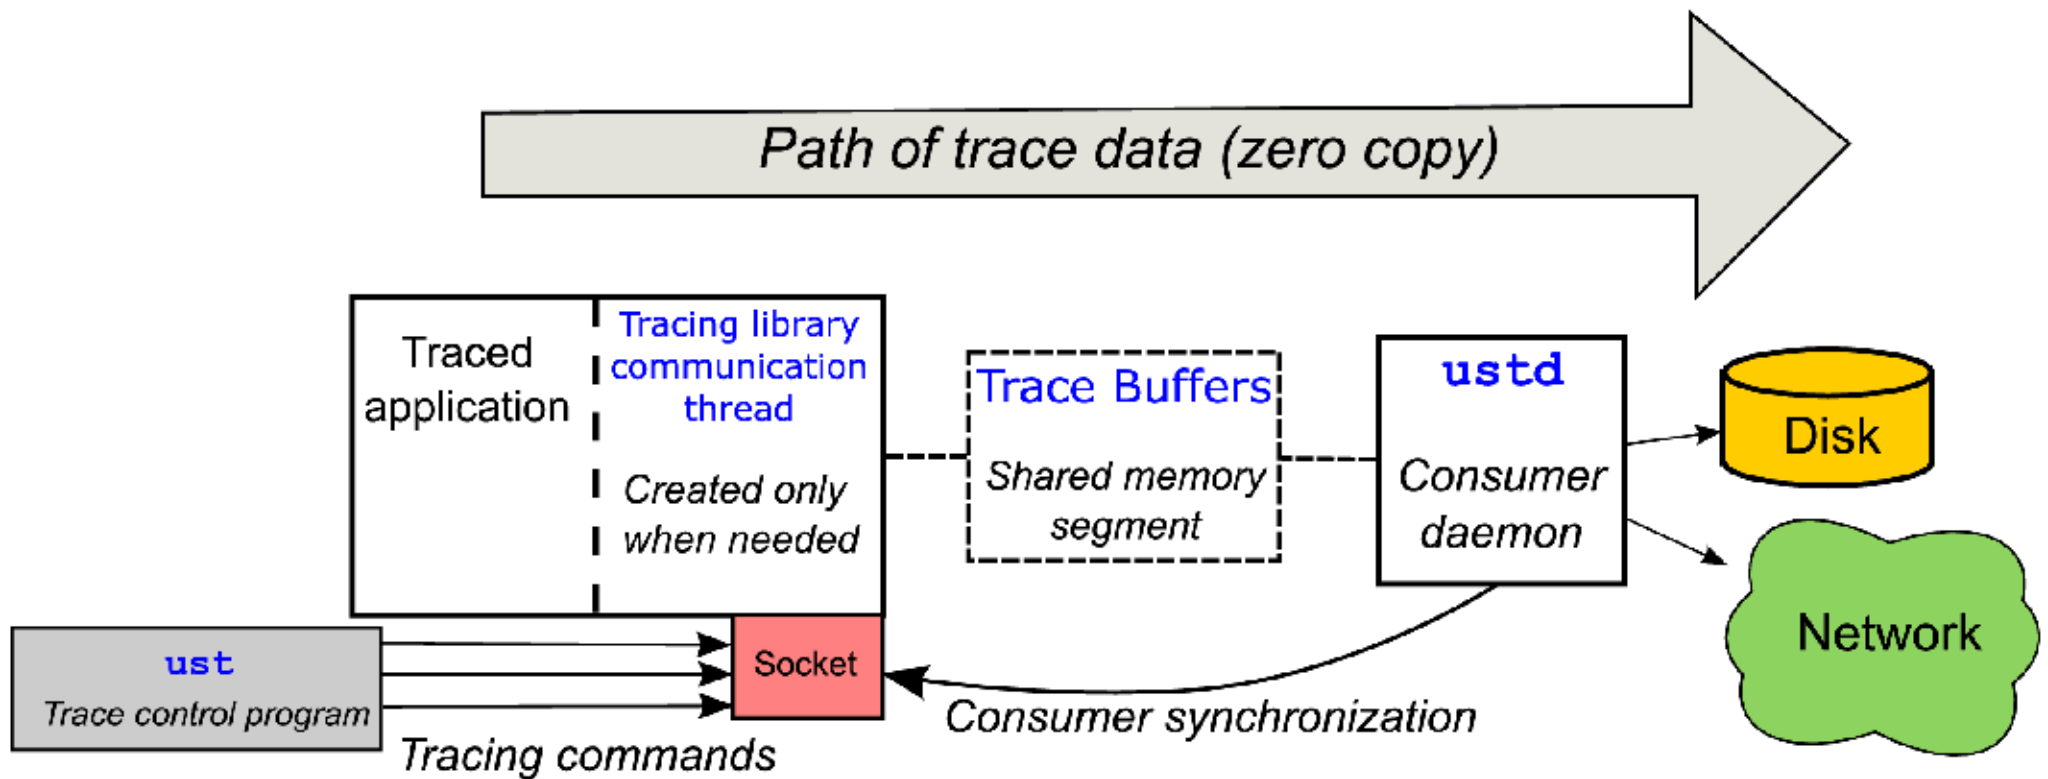 Path of trace data (zero copy)
Traced
application
Tracing library
communication
thread
Created only
when needed
Trace Buffers
Shared memory
segment
ustd
Consumer
daemon
Disk
Network
ust
Trace control program
Socket
Tracing commands
Consumer synchronization